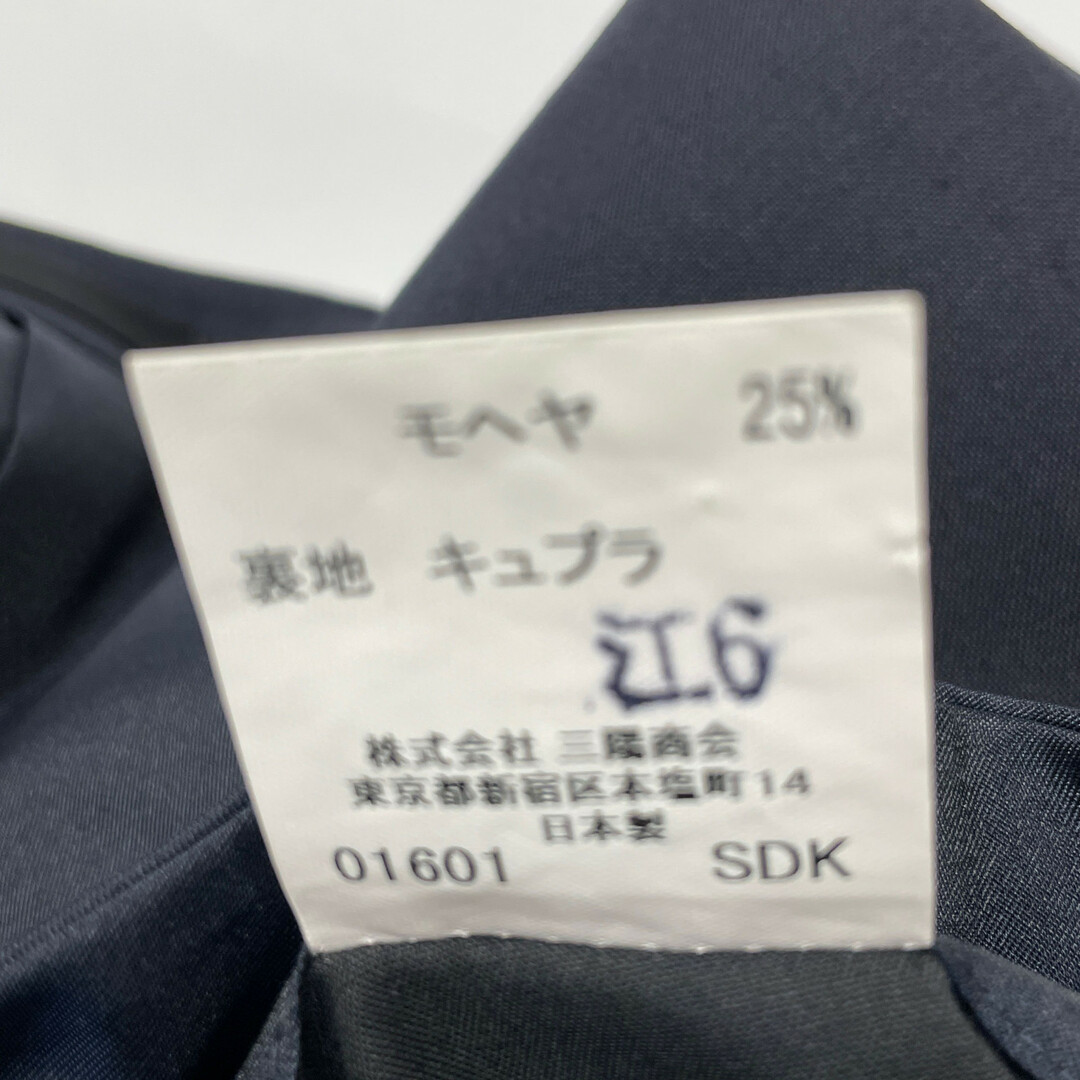 モヘヤ 25%
裏地 キュプラ
江6
株式会社 三陽商会
東京都新宿区本塩町14
日本製
01601 SDK